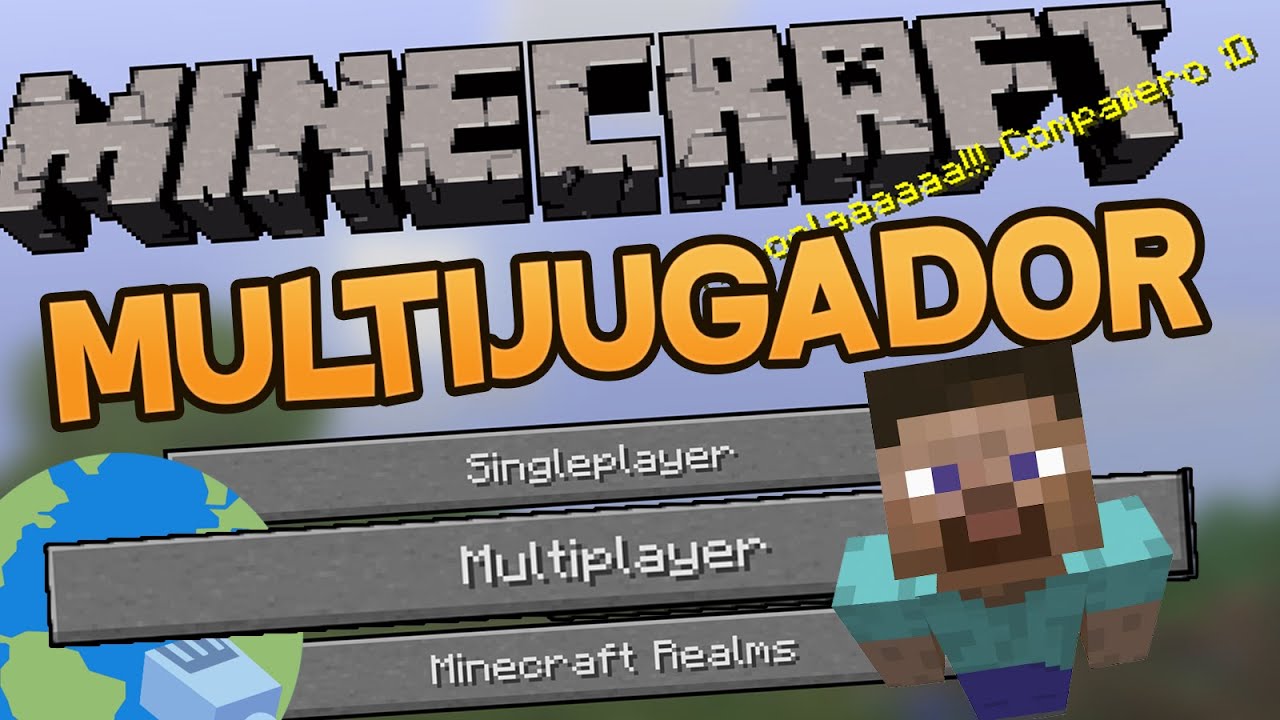 MINECRAFT
Compañero :D
MULTIJUGADOR
Singleplayer
Multiplayer
Minecraft Realms